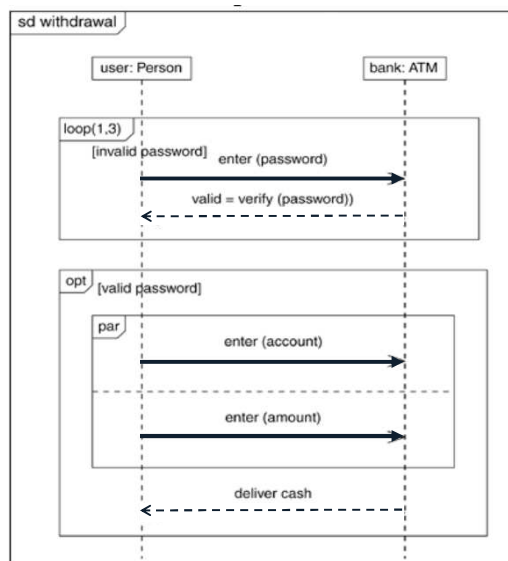 sd withdrawal
user: Person
bank: ATM
loop(1,3)
[invalid password]
enter (password)
valid = verify (password))
opt
[valid password]
par
enter (account)
enter (amount)
deliver cash